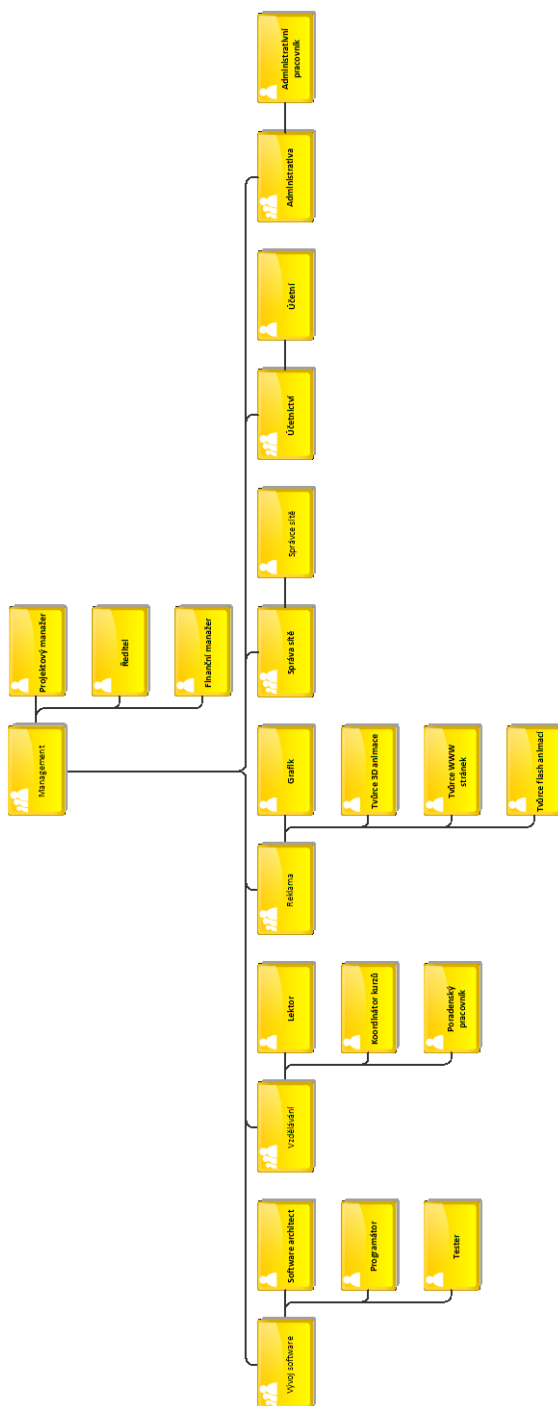 Management
Projektový manažer
Ředitel
Finanční manažer
Vývoj software
Software architect
Programátor
Tester
Vzdělávání
Lektor
Koordinátor kurzů
Poradenský
pracovník
Reklama
Grafik
Tvůrce 3D animace
Tvůrce WWW
stránek
Tvůrce flash animací
Správa sítě
Správce sítě
Účetnictví
Účetní
Administrativa
Administrativní
pracovník